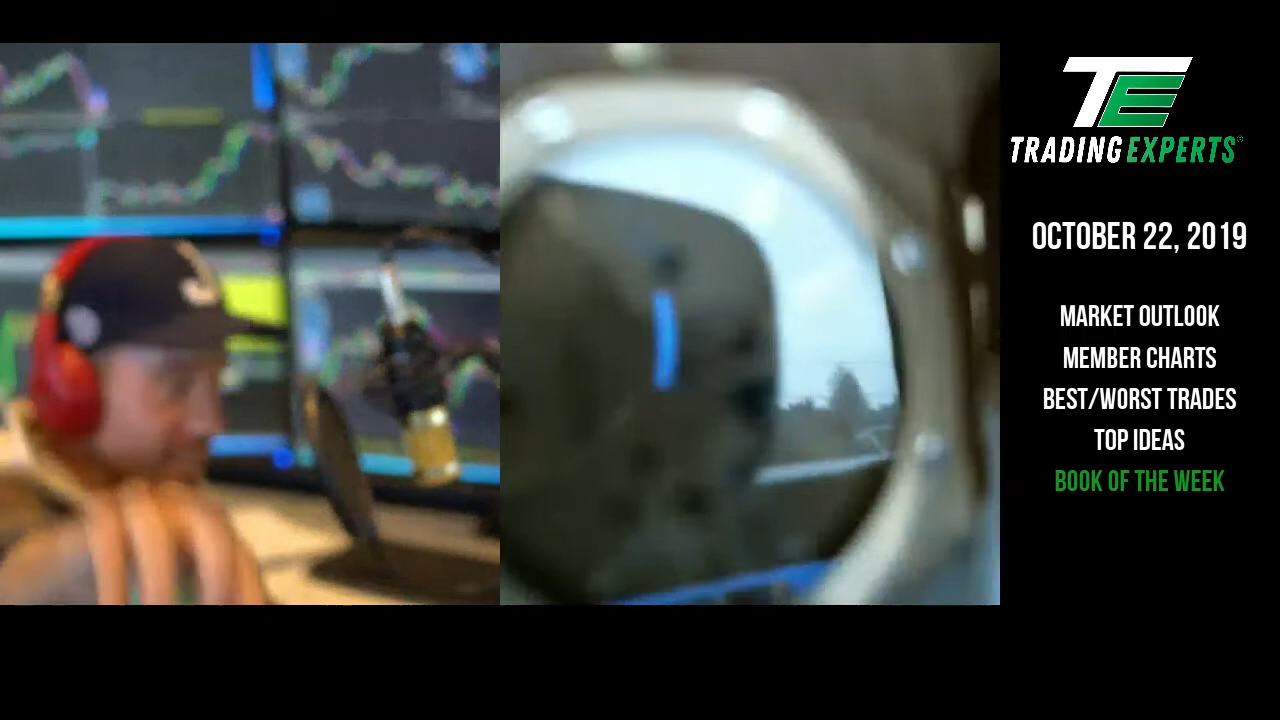 TE
TRADING EXPERTS®
OCTOBER 22, 2019
MARKET OUTLOOK
MEMBER CHARTS
BEST/WORST TRADES
TOP IDEAS
BOOK OF THE WEEK